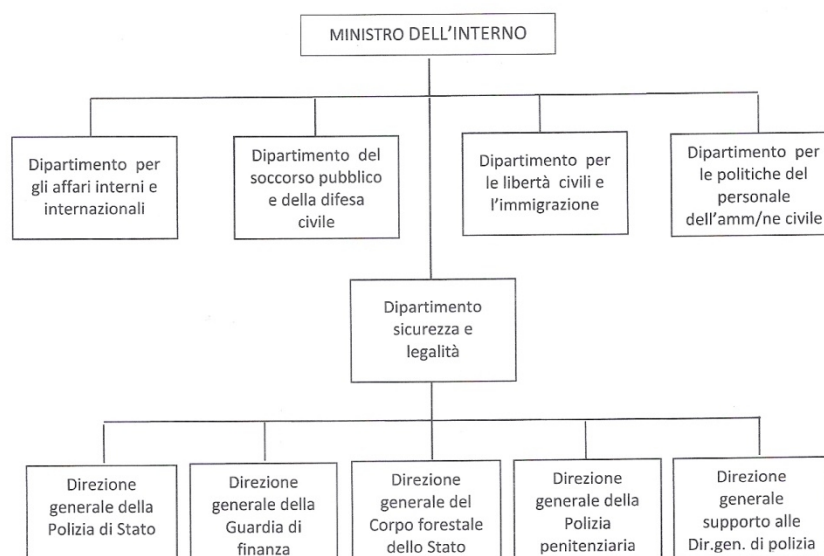 MINISTRO DELL'INTERNO
Dipartimento per
gli affari interni e
internazionali
Dipartimento del
soccorso pubblico
e della difesa
civile
Dipartimento per
le libertà civili e
l'immigrazione
Dipartimento per
le politiche del
personale
dell'amm/ne civile
Dipartimento
sicurezza e
legalità
Direzione
generale della
Polizia di Stato
Direzione
generale della
Guardia di
finanza
Direzione
generale del
Corpo forestale
dello Stato
Direzione
generale della
Polizia
penitenziaria
Direzione
generale
supporto alle
Dir.gen. di polizia